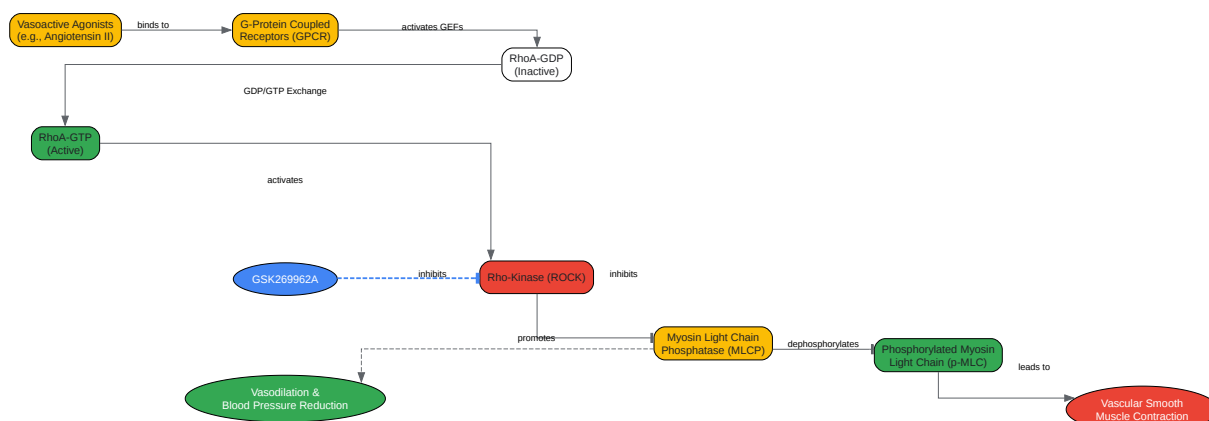 Vasoactive Agonists
(e.g., Angiotensin II)
binds to
G-Protein Coupled
Receptors (GPCR)
activates GEFs
RhoA-GDP
(Inactive)
GDP/GTP Exchange
RhoA-GTP
(Active)
activates
GSK269962A
inhibits
Rho-Kinase (ROCK)
inhibits
promotes
Myosin Light Chain
Phosphatase (MLCP)
dephosphorylates
Phosphorylated Myosin
Light Chain (p-MLC)
leads to
Vasodilation &
Blood Pressure Reduction
Vascular Smooth
Muscle Contraction